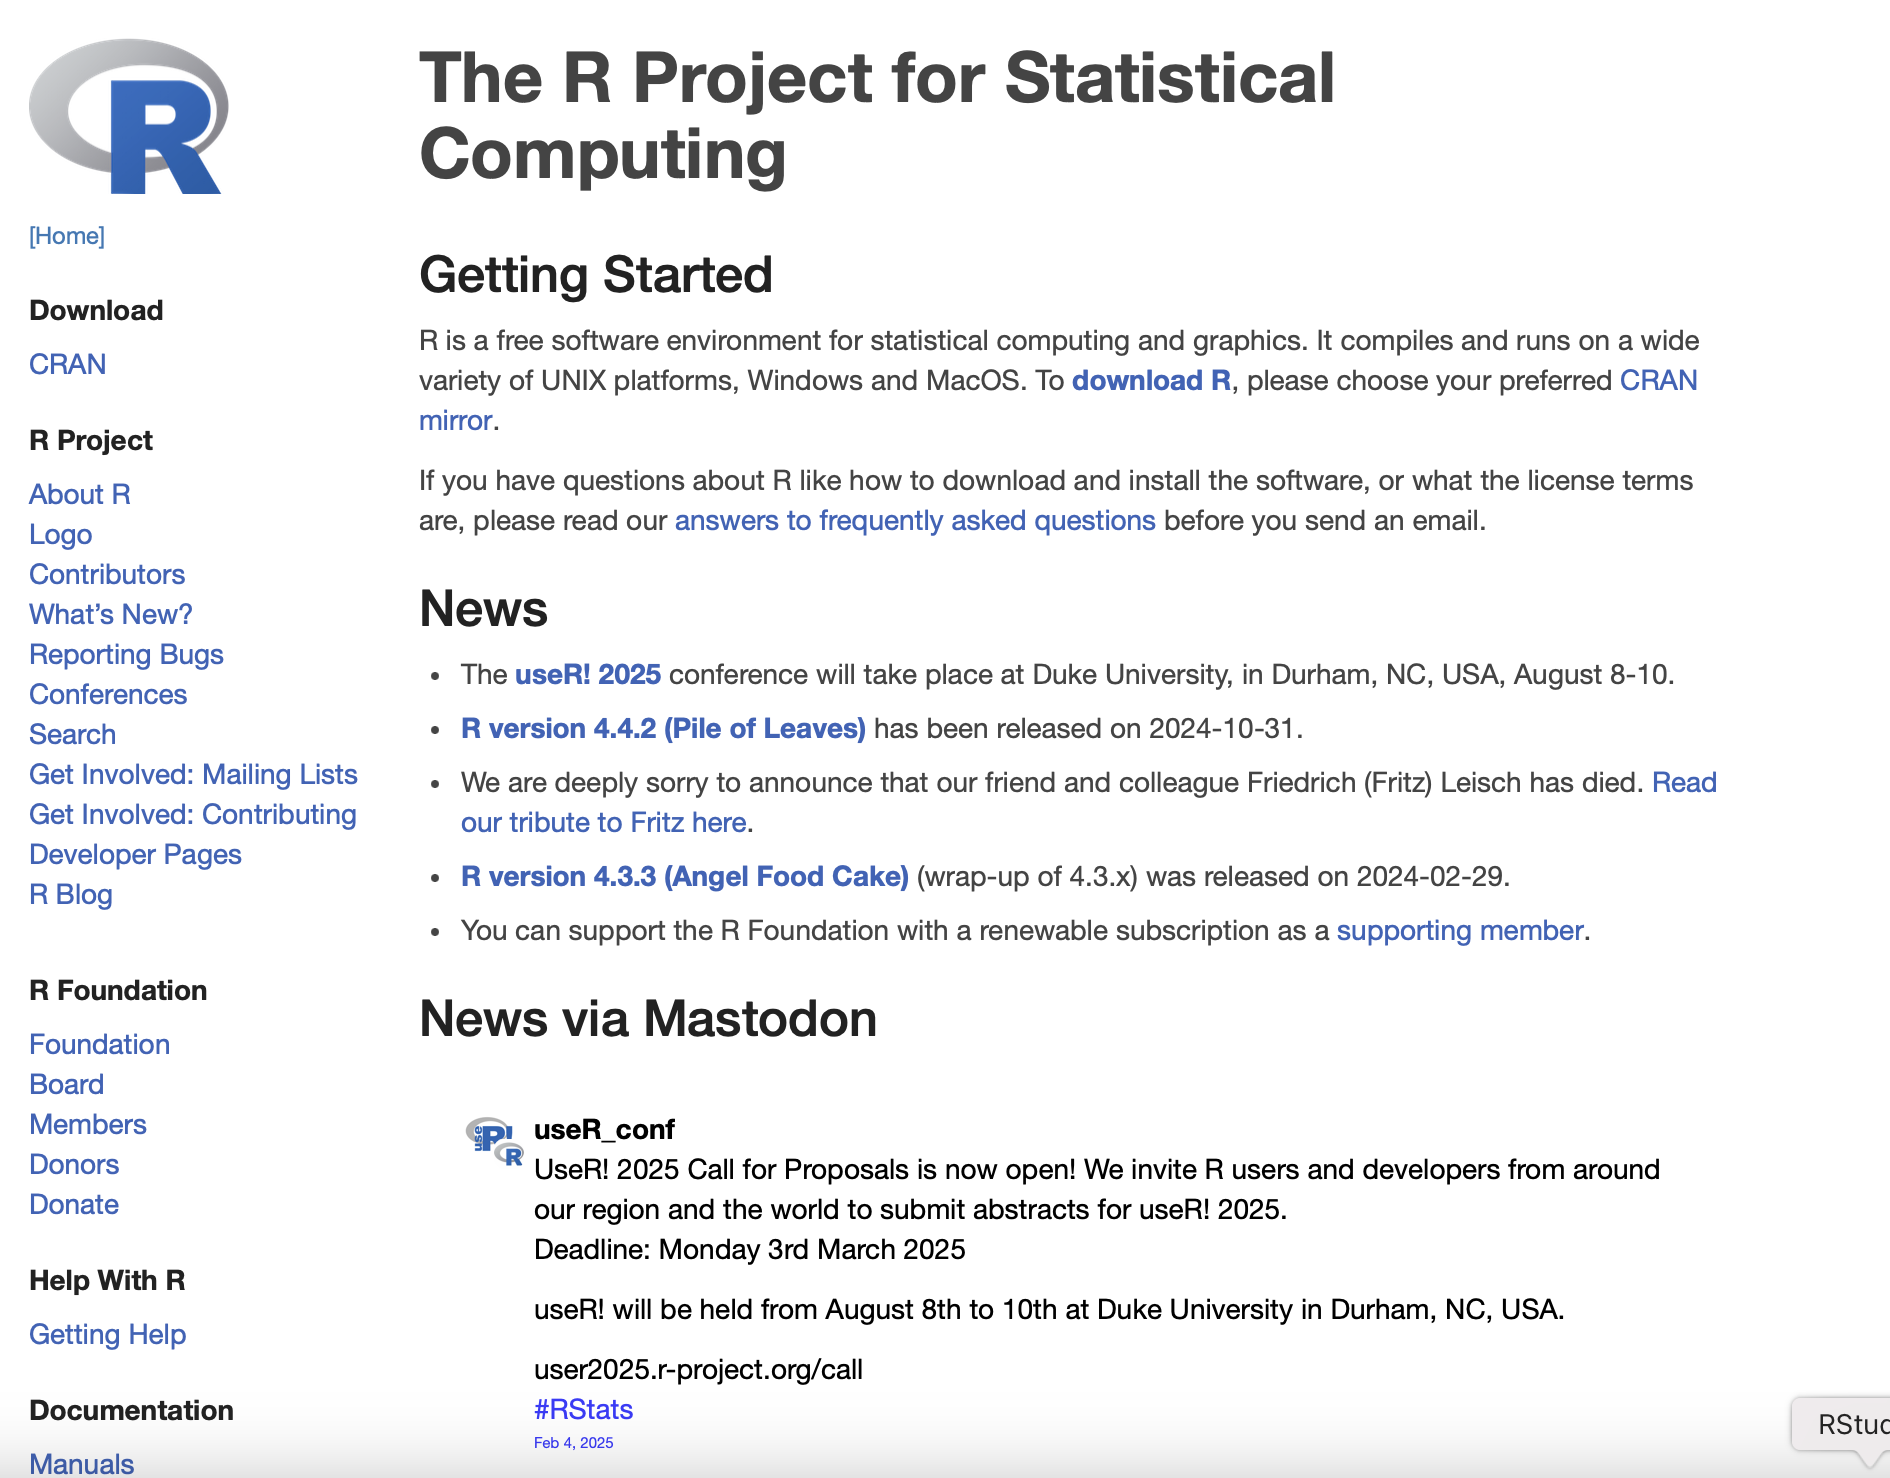 R
[Home]
Download
CRAN
R Project
About R
Logo
Contributors
What’s New?
Reporting Bugs
Conferences
Search
Get Involved: Mailing Lists
Get Involved: Contributing
Developer Pages
R Blog
R Foundation
Foundation
Board
Members
Donors
Donate
Help With R
Getting Help
Documentation
Manuals
The R Project for Statistical
Computing
Getting Started
R is a free software environment for statistical computing and graphics. It compiles and runs on a wide
variety of UNIX platforms, Windows and MacOS. To download R, please choose your preferred CRAN
mirror.
If you have questions about R like how to download and install the software, or what the license terms
are, please read our answers to frequently asked questions before you send an email.
News
• The useR! 2025 conference will take place at Duke University, in Durham, NC, USA, August 8-10.
• R version 4.4.2 (Pile of Leaves) has been released on 2024-10-31.
• We are deeply sorry to announce that our friend and colleague Friedrich (Fritz) Leisch has died. Read
our tribute to Fritz here.
• R version 4.3.3 (Angel Food Cake) (wrap-up of 4.3.x) was released on 2024-02-29.
• You can support the R Foundation with a renewable subscription as a supporting member.
News via Mastodon
useR! R
useR_conf
UseR! 2025 Call for Proposals is now open! We invite R users and developers from around
our region and the world to submit abstracts for useR! 2025.
Deadline: Monday 3rd March 2025
useR! will be held from August 8th to 10th at Duke University in Durham, NC, USA.
user2025.r-project.org/call
#RStats
Feb 4, 2025